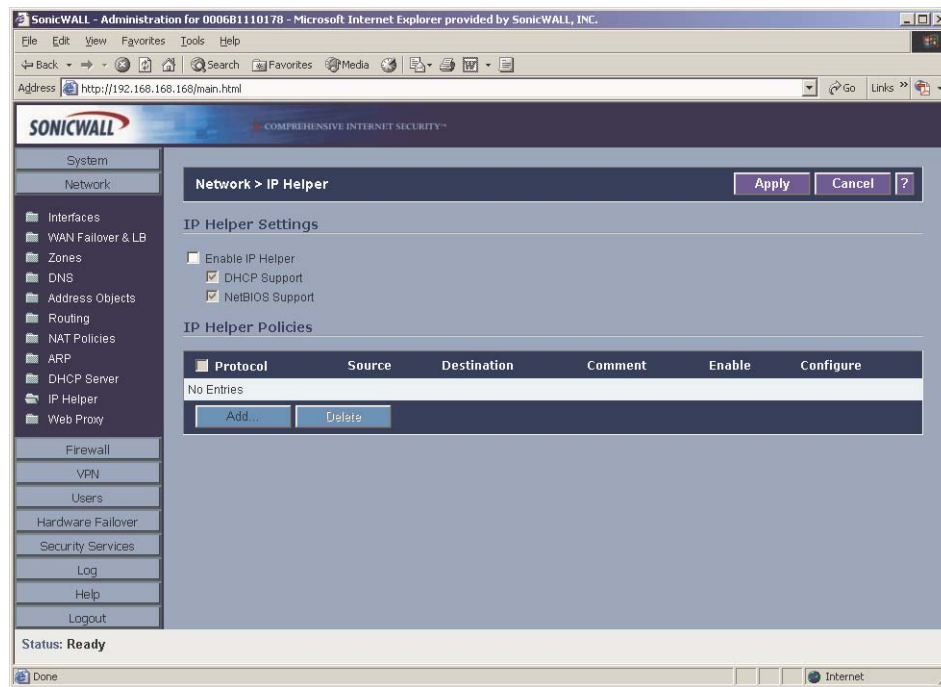 SonicWALL - Administration for 0006B1110178 - Microsoft Internet Explorer provided by SonicWALL, INC.
File Edit View Favorites Tools Help
Back Search Favorites Media
Address http://192.168.168.168/main.html Go Links »
SONICWALL COMPREHENSIVE INTERNET SECURITY™
System
Network
Network > IP Helper Apply Cancel ?
Interfaces
WAN Failover & LB
Zones
DNS
Address Objects
Routing
NAT Policies
ARP
DHCP Server
IP Helper
Web Proxy
Firewall
VPN
Users
Hardware Failover
Security Services
Log
Help
Logout
IP Helper Settings
Enable IP Helper
DHCP Support
NetBIOS Support
IP Helper Policies
Protocol Source Destination Comment Enable Configure
No Entries
Add... Delete
Status: Ready
Done Internet